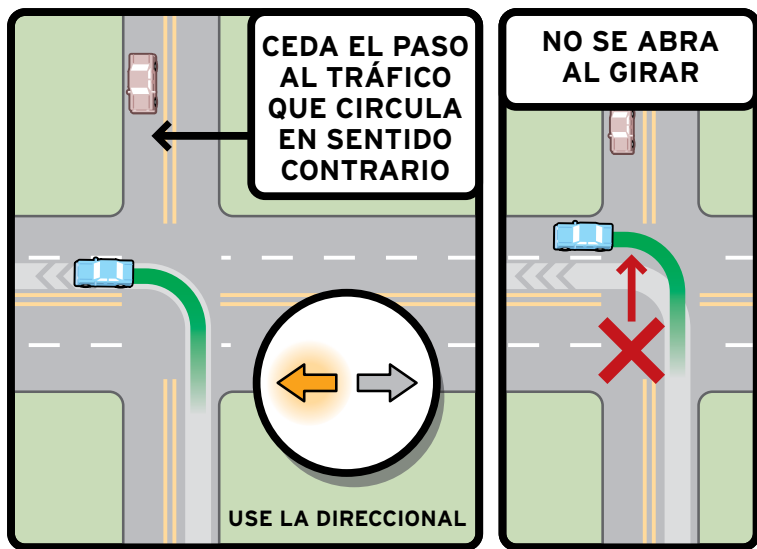 CEDA EL PASO
AL TRÁFICO
QUE CIRCULA
EN SENTIDO
CONTRARIO
USE LA DIRECCIONAL
NO SE ABRA
AL GIRAR